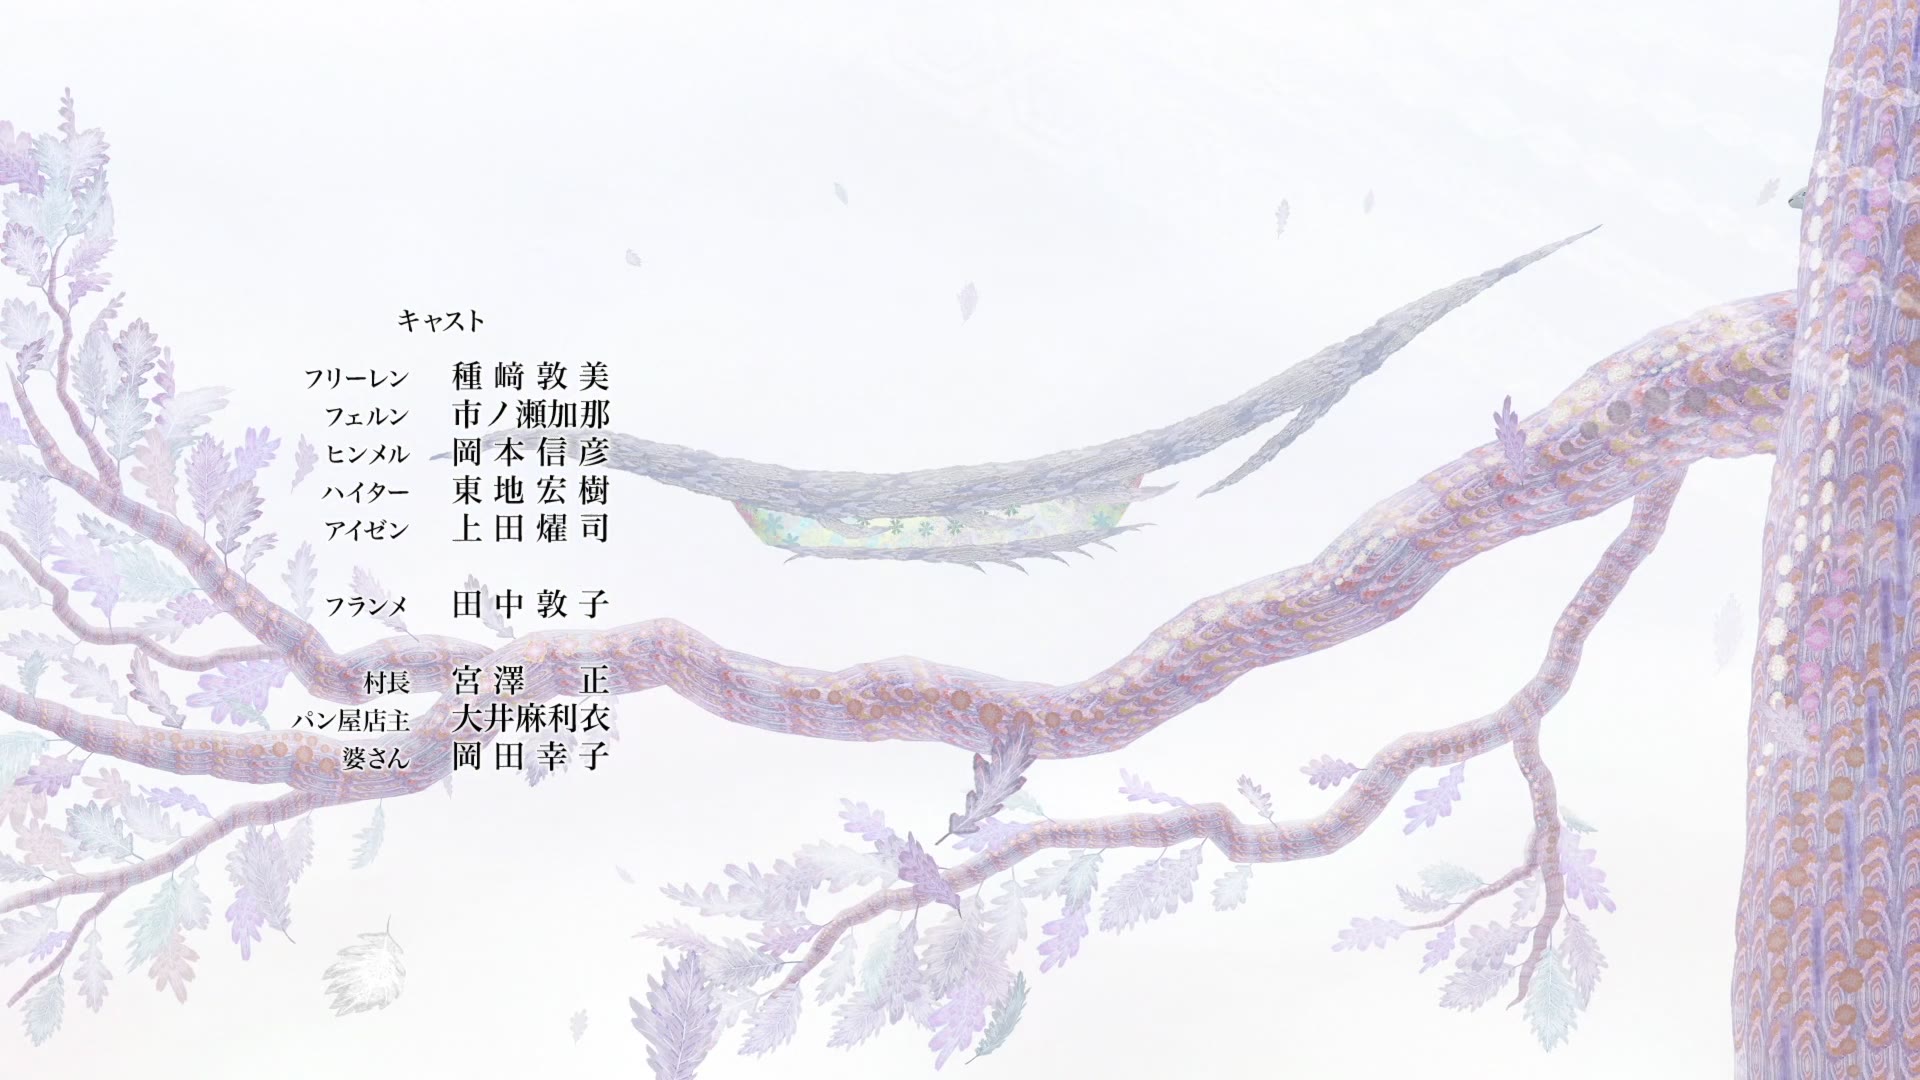 キャスト
フリーレン 種﨑敦美
フェルン 市ノ瀬加那
ヒンメル 岡本信彦
ハイター 東地宏樹
アイゼン 上田燿司
フランメ 田中敦子
村長 宮澤 正
パン屋店主 大井麻利衣
婆さん 岡田幸子